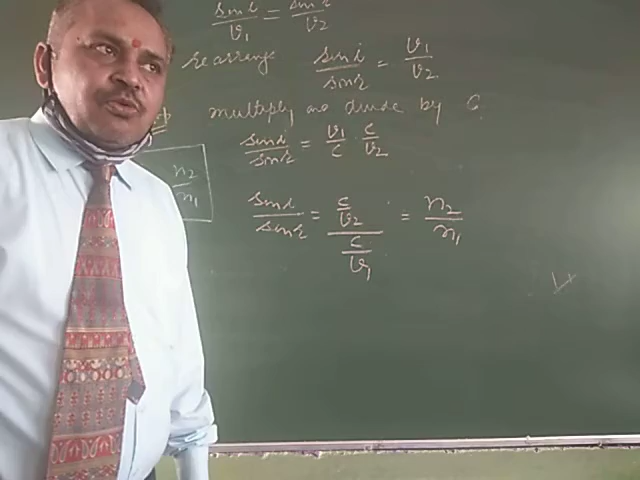 sin i / v1 = sin r / v2
rearrange sin i / sin r = v1 / v2
multiply and divide by C
sin i / sin r = v1 / c c / v2
n2 / n1
sin i / sin r = c / v2 / c / v1 = n2 / n1